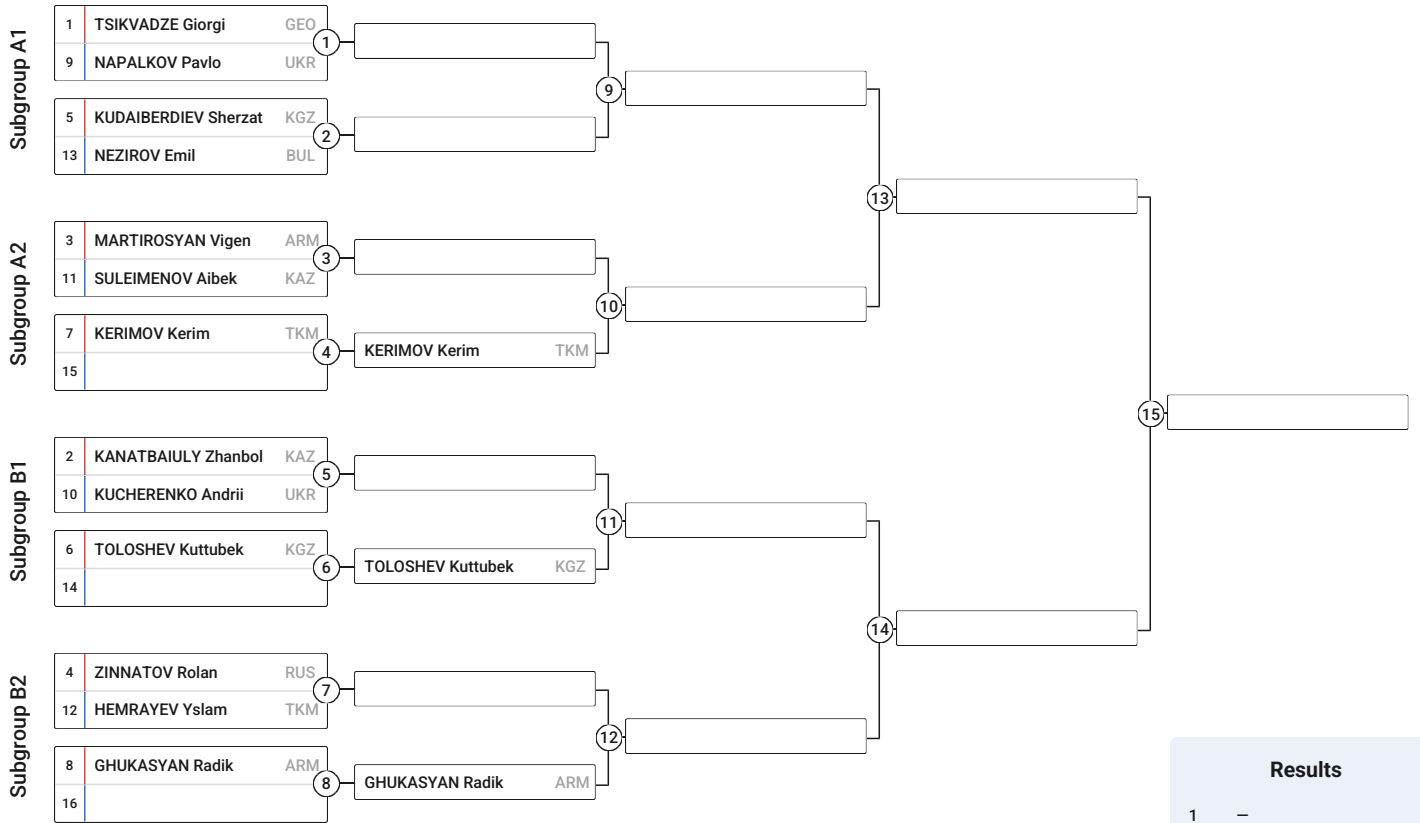 Subgroup A1
1 TSIKVADZE Giorgi GEO
9 NAPALKOV Pavlo UKR
1
5 KUDAIBERDIEV Sherzat KGZ
13 NEZIROV Emil BUL
2
9
Subgroup A2
3 MARTIROSYAN Vigen ARM
11 SULEIMENOV Aibek KAZ
3
7 KERIMOV Kerim TKM
15
4
KERIMOV Kerim TKM
10
13
Subgroup B1
2 KANATBAIULY Zhanbol KAZ
10 KUCHERENKO Andrii UKR
5
6 TOLOSHEV Kuttubek KGZ
14
6
TOLOSHEV Kuttubek KGZ
11
Subgroup B2
4 ZINNATOV Rolan RUS
12 HEMRAYEV Yslam TKM
7
8 GHUKASYAN Radik ARM
16
8
GHUKASYAN Radik ARM
12
14
15
Results
1 –